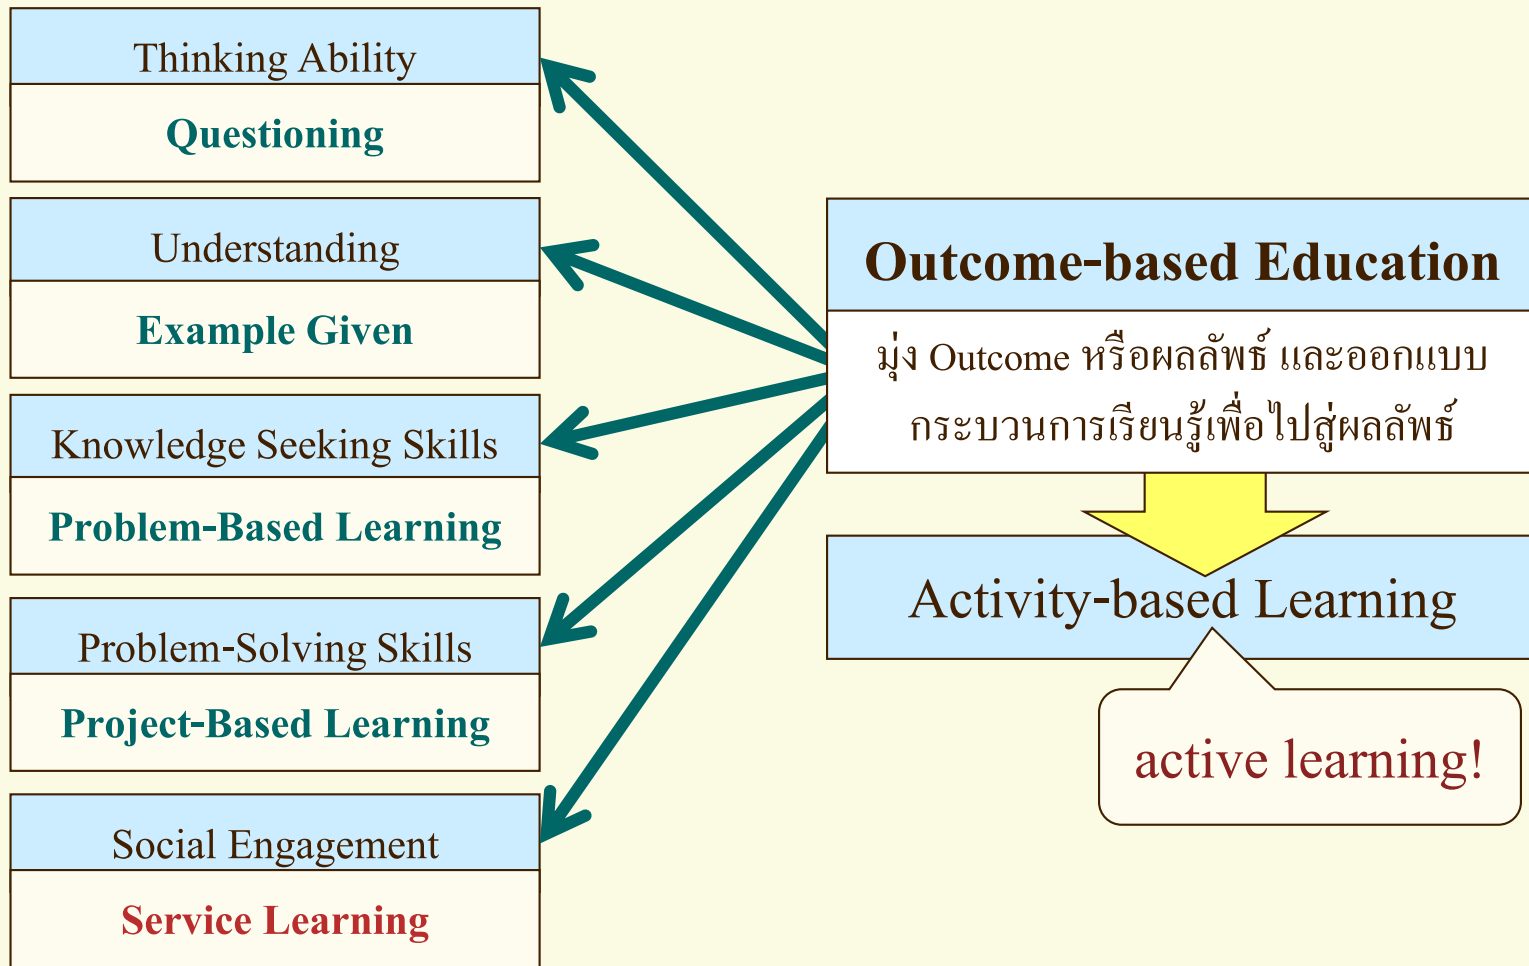 Thinking Ability
Questioning
Understanding
Example Given
Knowledge Seeking Skills
Problem-Based Learning
Problem-Solving Skills
Project-Based Learning
Social Engagement
Service Learning
Outcome-based Education
มุ่ง Outcome หรือผลลัพธ์ และออกแบบ
กระบวนการเรียนรู้เพื่อไปสู่ผลลัพธ์
Activity-based Learning
active learning!